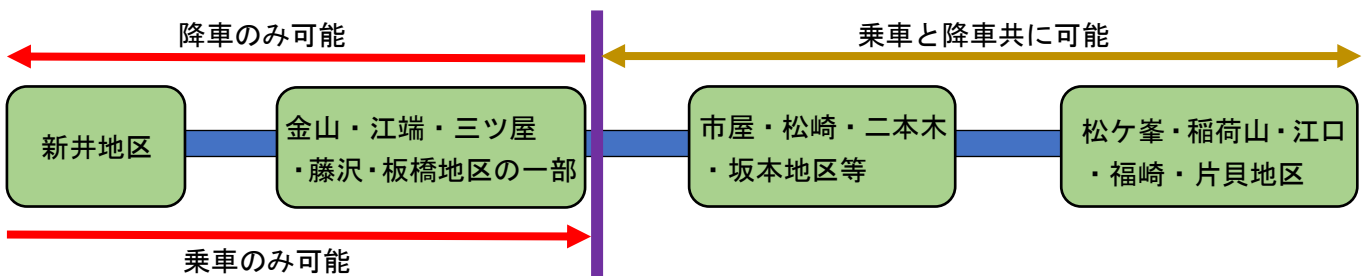 降車のみ可能
乗車と降車共に可能
新井地区
金山・江端・三ツ屋
・藤沢・板橋地区の一部
市屋・松崎・二本木
・坂本地区等
松ケ峯・稲荷山・江口
・福崎・片貝地区
乗車のみ可能